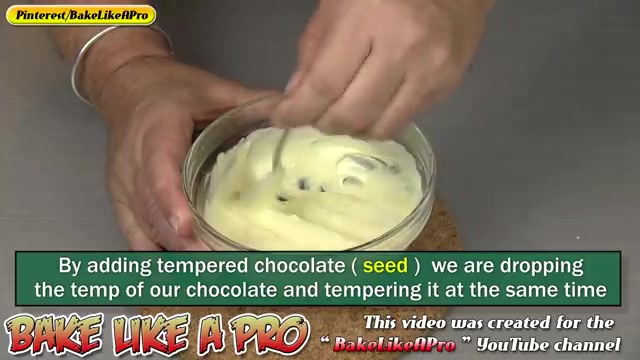 Pinterest/BakeLikeAPro
By adding tempered chocolate ( seed ) we are dropping
the temp of our chocolate and tempering it at the same time
BAKE LIKE A PRO
This video was created for the
“ BakeLikeAPro ” YouTube channel